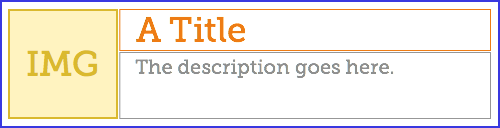 IMG
A Title
The description goes here.